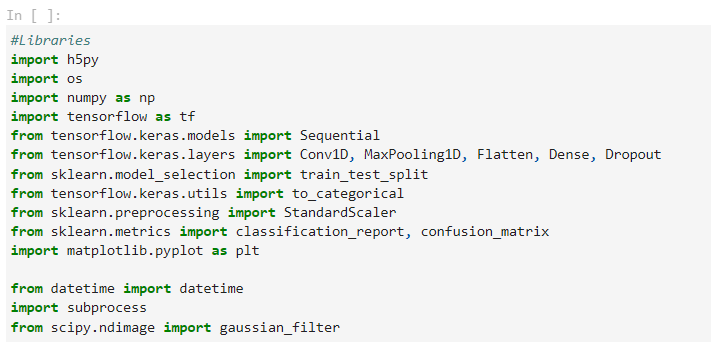 In [ ]:
#Libraries
import h5py
import os
import numpy as np
import tensorflow as tf
from tensorflow.keras.models import Sequential
from tensorflow.keras.layers import Conv1D, MaxPooling1D, Flatten, Dense, Dropout
from sklearn.model_selection import train_test_split
from tensorflow.keras.utils import to_categorical
from sklearn.preprocessing import StandardScaler
from sklearn.metrics import classification_report, confusion_matrix
import matplotlib.pyplot as plt
from datetime import datetime
import subprocess
from scipy.ndimage import gaussian_filter